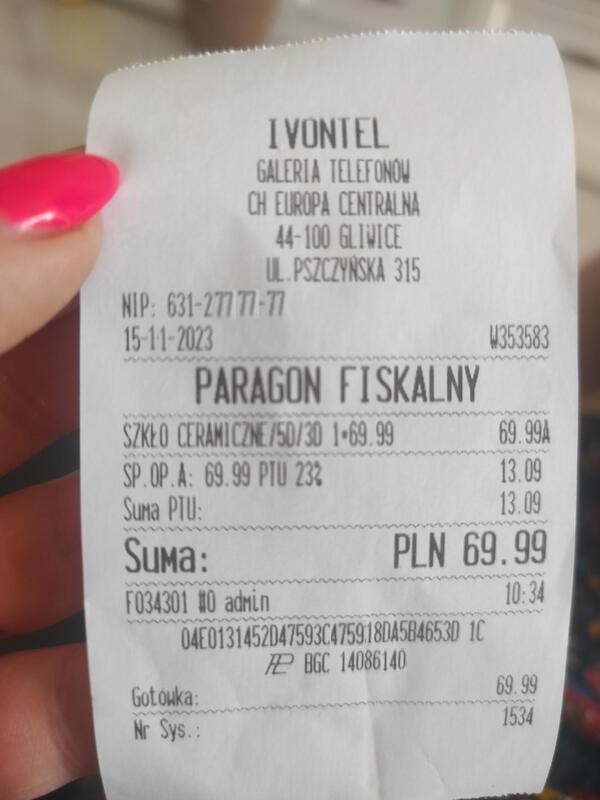 IVONTEL
GALERIA TELEFONÓW
CH EUROPA CENTRALNA
44-100 GLIWICE
UL.PSZCZYŃSKA 315
NIP: 631-277 77-77
15-11-2023 W353583
PARAGON FISKALNY
SZKŁO CERAMICZNE/5D/3D 1*69.99 69.99A
SP.OP.A: 69.99 PTU 23% 13.09
Suma PTU: 13.09
Suma: PLN 69.99
F034301 #0 admin 10:34
04E0131452D47593C475918DA5B4653D 1C
BGC 14086140
Gotówka: 69.99
Nr Sys.: 1534